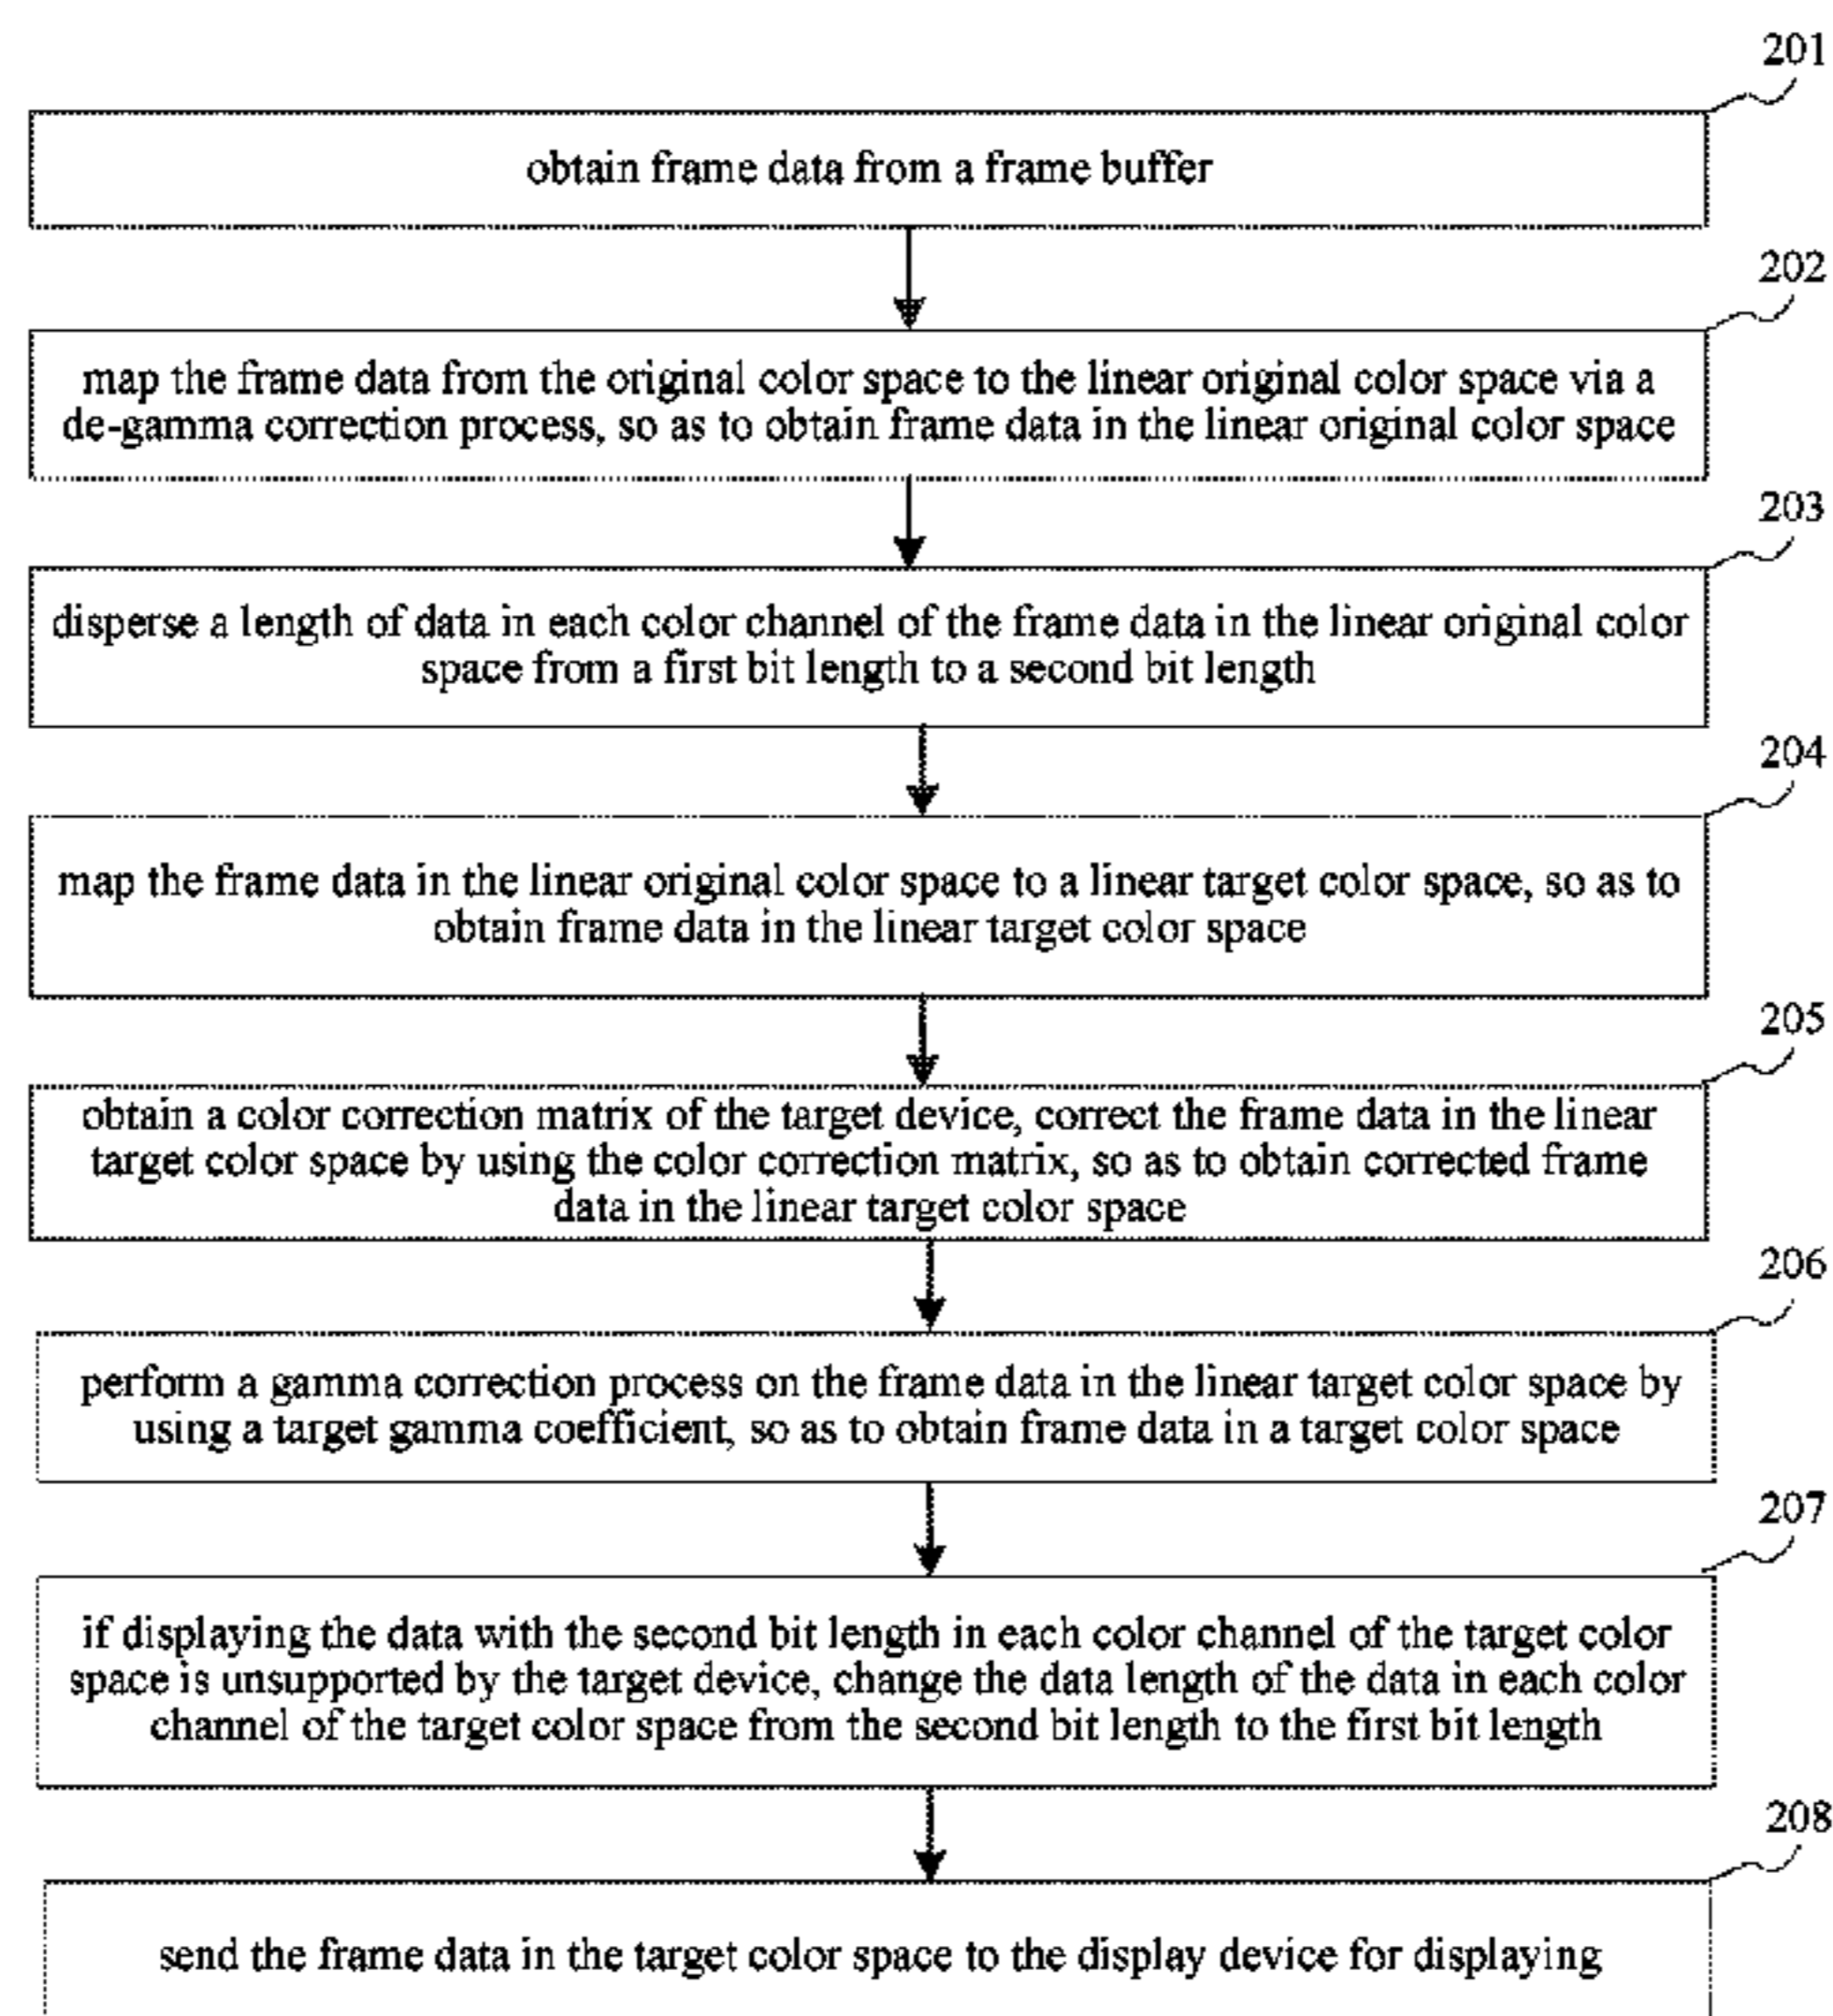 201
obtain frame data from a frame buffer
202
map the frame data from the original color space to the linear original color space via a
de-gamma correction process, so as to obtain frame data in the linear original color space
203
disperse a length of data in each color channel of the frame data in the linear original color
space from a first bit length to a second bit length
204
map the frame data in the linear original color space to a linear target color space, so as to
obtain frame data in the linear target color space
205
obtain a color correction matrix of the target device, correct the frame data in the linear
target color space by using the color correction matrix, so as to obtain corrected frame
data in the linear target color space
206
perform a gamma correction process on the frame data in the linear target color space by
using a target gamma coefficient, so as to obtain frame data in a target color space
207
if displaying the data with the second bit length in each color channel of the target color
space is unsupported by the target device, change the data length of the data in each color
channel of the target color space from the second bit length to the first bit length
208
send the frame data in the target color space to the display device for displaying